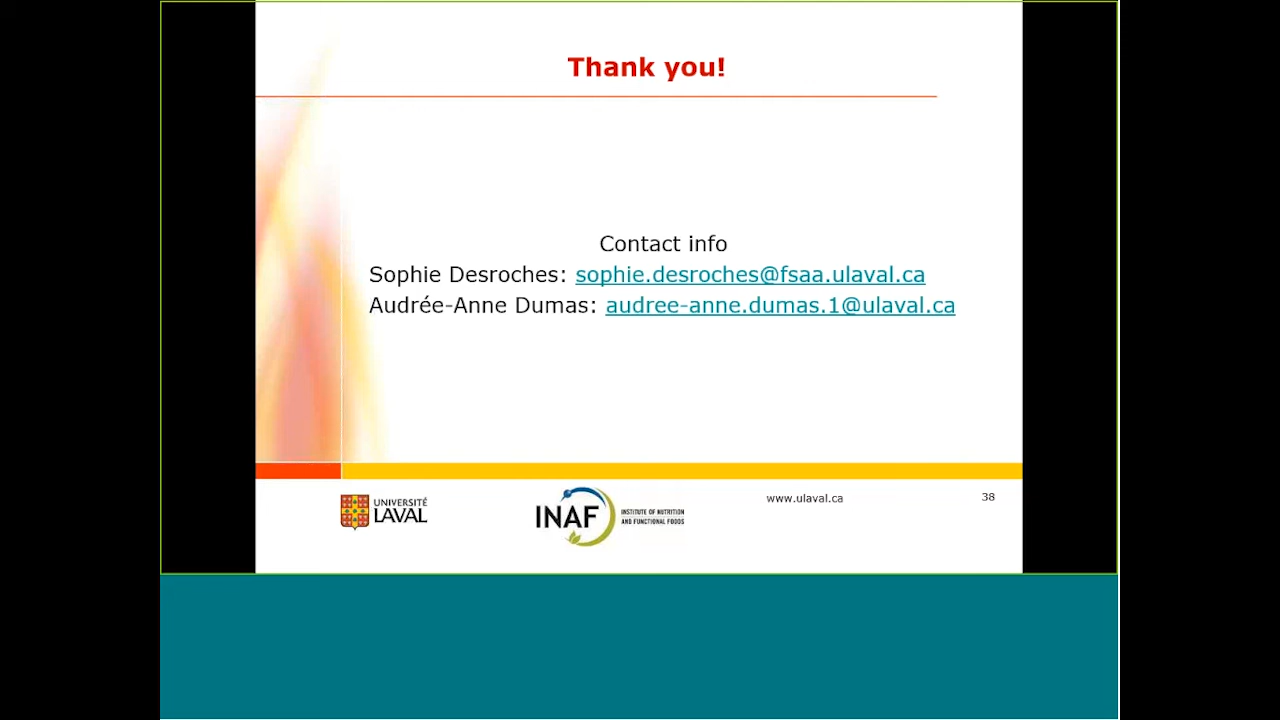 Thank you!
Contact info
Sophie Desroches: sophie.desroches@fsaa.ulaval.ca
Audrée-Anne Dumas: audree-anne.dumas.1@ulaval.ca
UNIVERSITÉ
LAVAL
INAF
INSTITUTE OF NUTRITION
AND FUNCTIONAL FOODS
www.ulaval.ca
38